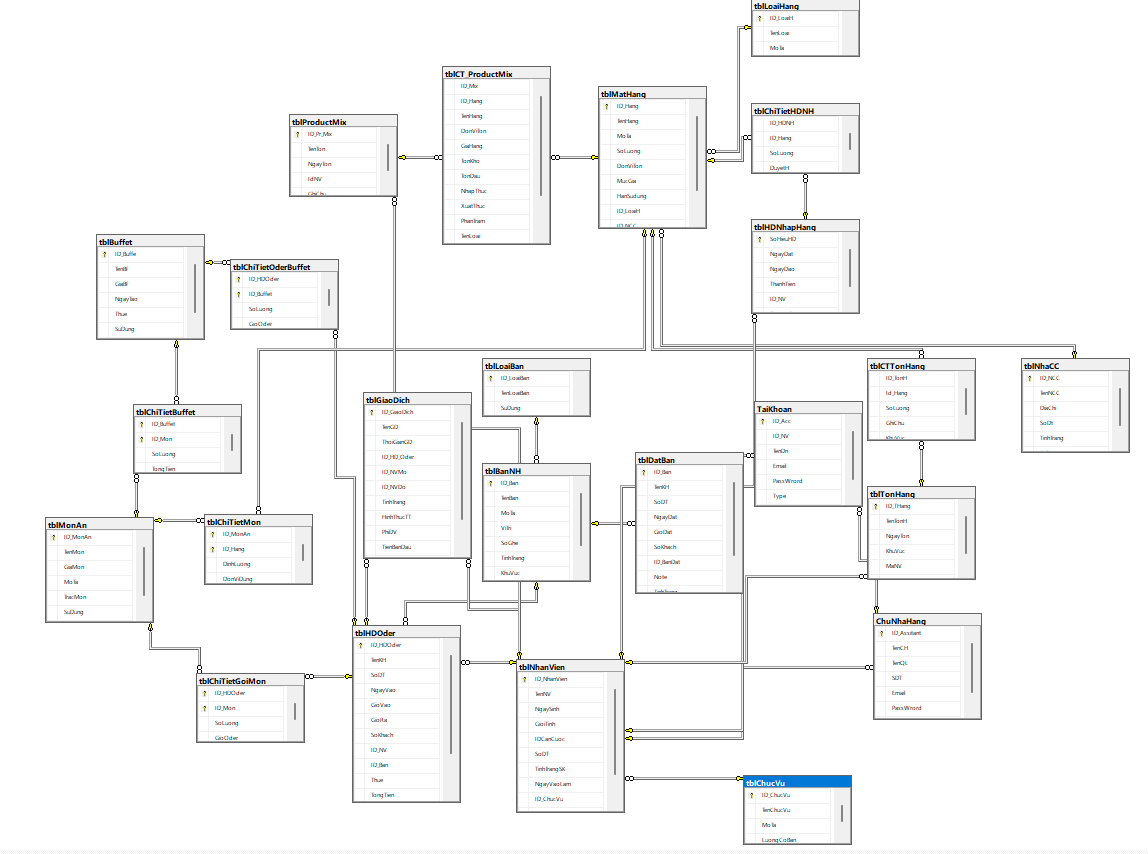 tblLoaiHang
ID_LoaiH
TenLoai
MoTa
tblCT_ProductMix
ID_Mix
ID_Hang
TenHang
DonViTon
GiaHang
TonKho
TonDau
NhapThuc
XuatThuc
PhanTram
TenLoai
tblMatHang
ID_Hang
TenHang
MoTa
SoLuong
DonViTon
MucGia
HanSudung
ID_LoaiH
ID_NCC
tblChiTietHDNH
ID_HDNH
ID_Hang
SoLuong
DuyetH
tblProductMix
ID_Pr_Mix
TenTon
NgayTon
IdNV
GhiChu
tblHDNhapHang
SoHieuHD
NgayDat
NgayDao
ThanhTien
ID_NV
tblBuffet
ID_Buffe
TenBf
GiaBf
NgayTao
Thue
SuDung
tblChiTietOderBuffet
ID_HDOder
ID_Buffet
SoLuong
GioOder
tblLoaiBan
ID_LoaiBan
TenLoaiBan
SuDung
tblCTTonHang
ID_TonH
Id_Hang
SoLuong
GhiChu
KhuVuc
tblNhaCC
ID_NCC
TenNCC
DiaChi
SoDt
TinhTrang
tblGiaoDich
ID_GiaoDich
TenGD
ThoiGianGD
ID_HD_Oder
ID_NVMo
ID_NVDo
TinhTrang
HinhThucTT
PhiDV
TienBanDau
TaiKhoan
ID_Acc
ID_NV
TenDn
Email
PassWrord
Type
tblChiTietBuffet
ID_Buffet
ID_Mon
SoLuong
TongTien
tblDatBan
ID_Ban
TenKH
SoDT
NgayDat
GioDat
SoKhach
ID_BanDat
Note
TinhTrang
tblBanNH
ID_Ban
TenBan
MoTa
ViTri
SoGhe
TinhTrang
KhuVuc
tblTonHang
ID_THang
TenTonH
NgayTon
KhuVuc
MaNV
tblMonAn
ID_MonAn
TenMon
GiaMon
MoTa
TracMon
SuDung
tblChiTietMon
ID_MonAn
ID_Hang
DinhLuong
DonViDung
ChuNhaHang
ID_Assitant
TenCH
TenQL
SDT
Email
PassWrord
tblHDOder
ID_HDOder
TenKH
SoDT
NgayVao
GioVao
GioRa
SoKhach
ID_NV
ID_Ban
Thue
TongTien
tblNhanVien
ID_NhanVien
TenNV
NgaySinh
GioiTinh
IDCanCuoc
SoDT
TinhTrangSK
NgayVaoLam
ID_ChucVu
tblChiTietGoiMon
ID_HDOder
ID_Mon
SoLuong
GioOder
tblChucVu
ID_ChucVu
TenChucVu
MoTa
LuongCoBan